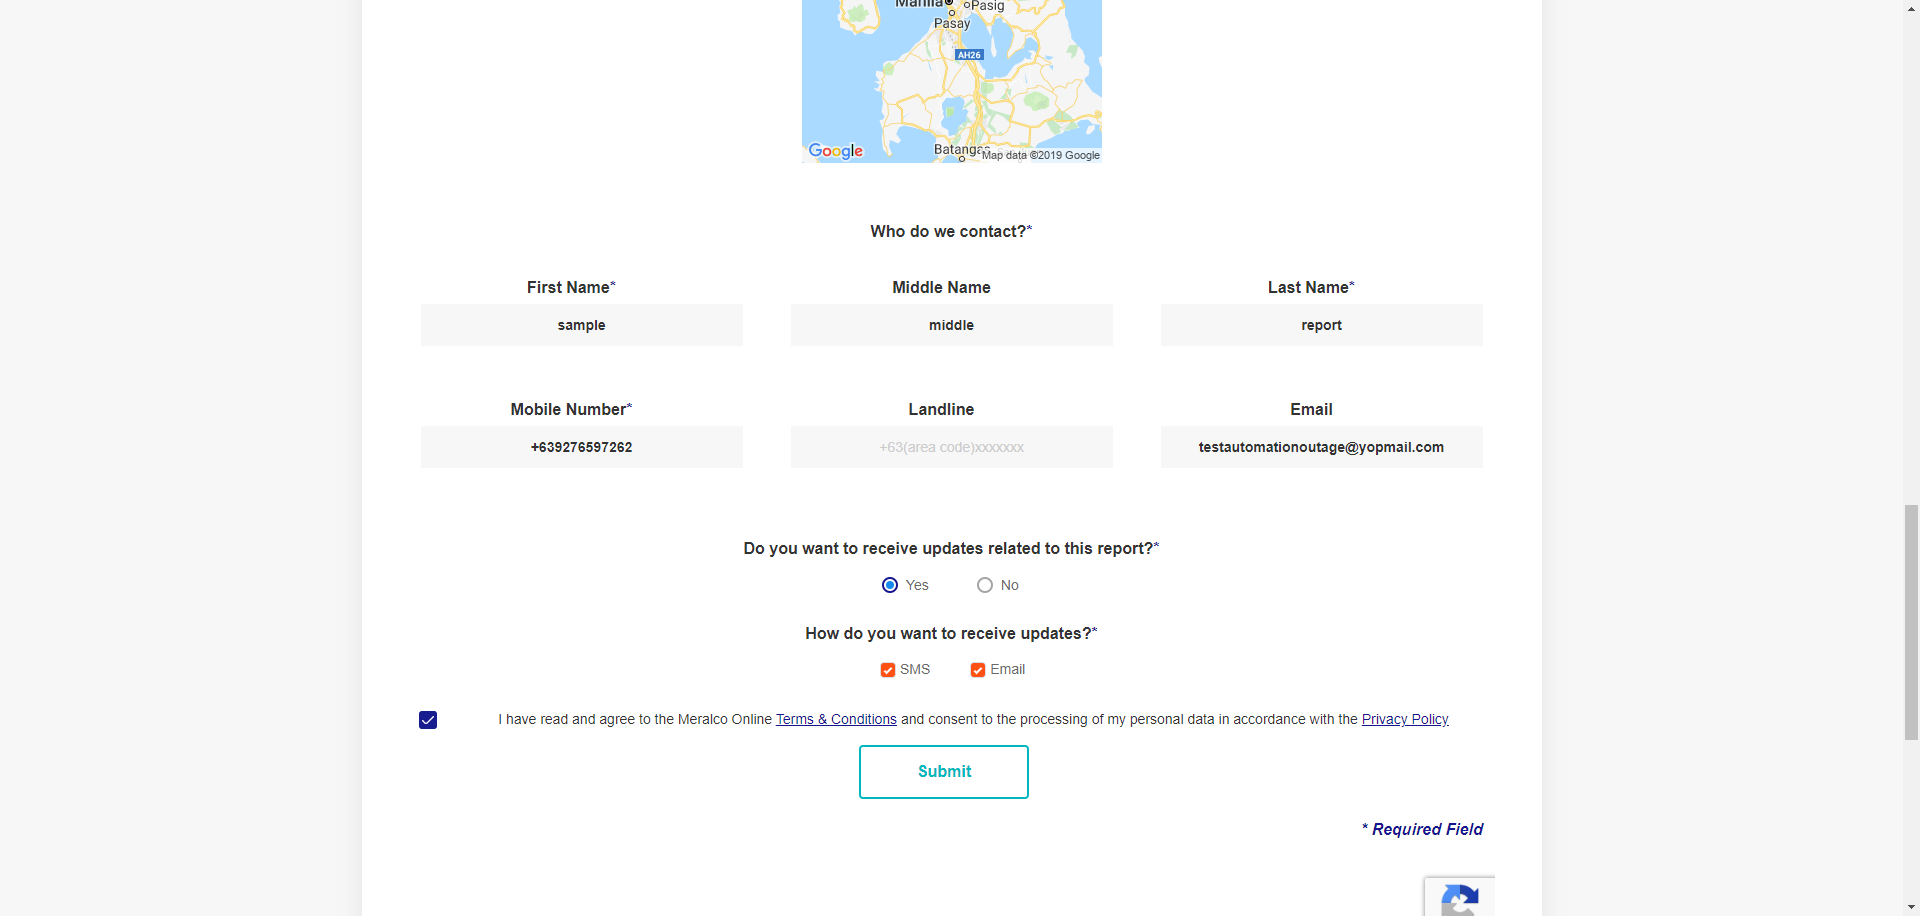 Manila
Pasig
Pasay
AH26
Google
Batangas
Map data ©2019 Google
Who do we contact?*
First Name*
Middle Name
Last Name*
sample
middle
report
Mobile Number*
Landline
Email
+639276597262
+63(area code)xxxxxxx
testautomationoutage@yopmail.com
Do you want to receive updates related to this report?*
Yes
No
How do you want to receive updates?*
SMS
Email
I have read and agree to the Meralco Online Terms & Conditions and consent to the processing of my personal data in accordance with the Privacy Policy
Submit
* Required Field